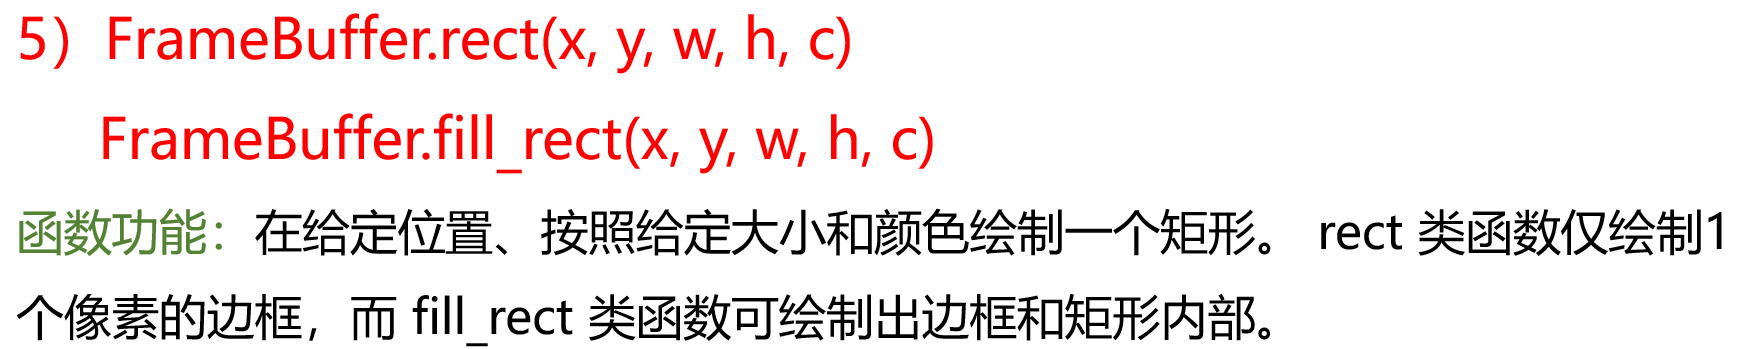 5）FrameBuffer.rect(x, y, w, h, c)
FrameBuffer.fill_rect(x, y, w, h, c)
函数功能：在给定位置、按照给定大小和颜色绘制一个矩形。 rect 类函数仅绘制1
个像素的边框，而 fill_rect 类函数可绘制出边框和矩形内部。